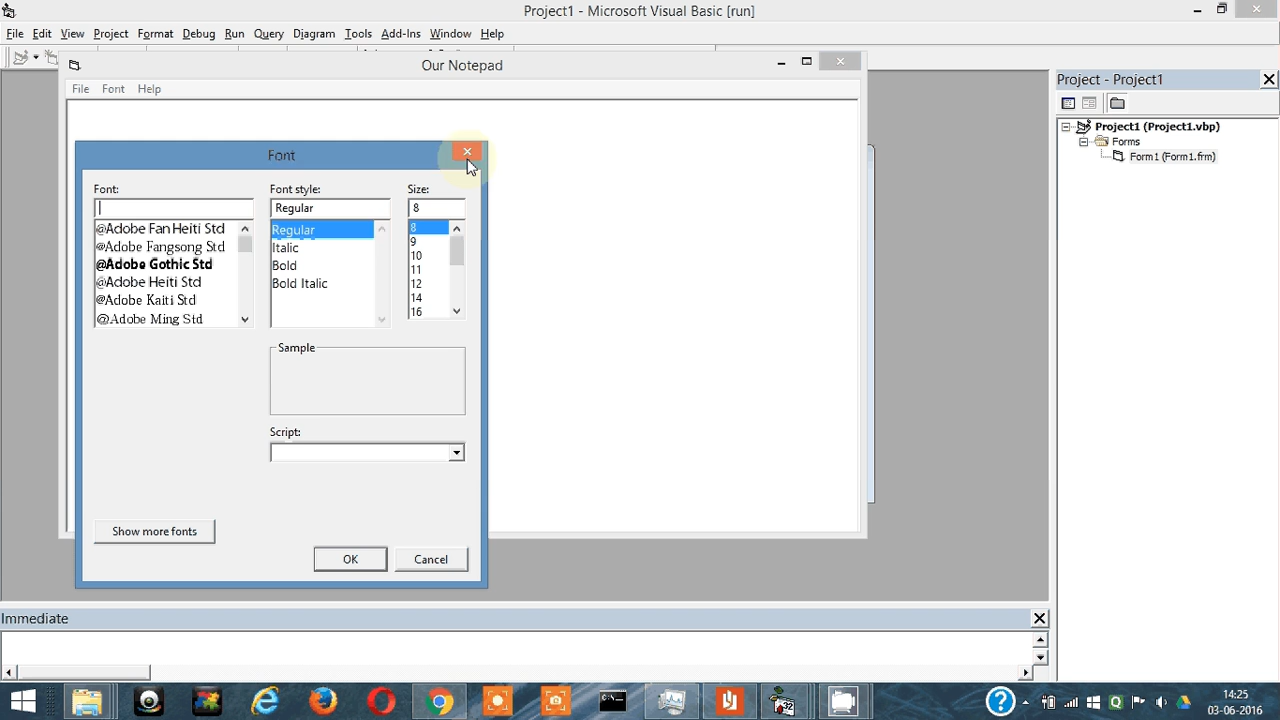 Project1 - Microsoft Visual Basic [run]
File Edit View Project Format Debug Run Query Diagram Tools Add-Ins Window Help
Our Notepad
Project - Project1
File Font Help
Project1 (Project1.vbp)
Forms
Form1 (Form1.frm)
Font
Font: Font style: Size:
Regular 8
@Adobe Fan Heiti Std Regular 8
@Adobe Fangsong Std Italic 9
@Adobe Gothic Std Bold 10
@Adobe Heiti Std Bold Italic 11
@Adobe Kaiti Std 12
@Adobe Ming Std 14
16
Sample
Script:
Show more fonts
OK Cancel
Immediate
14:25
03-06-2016